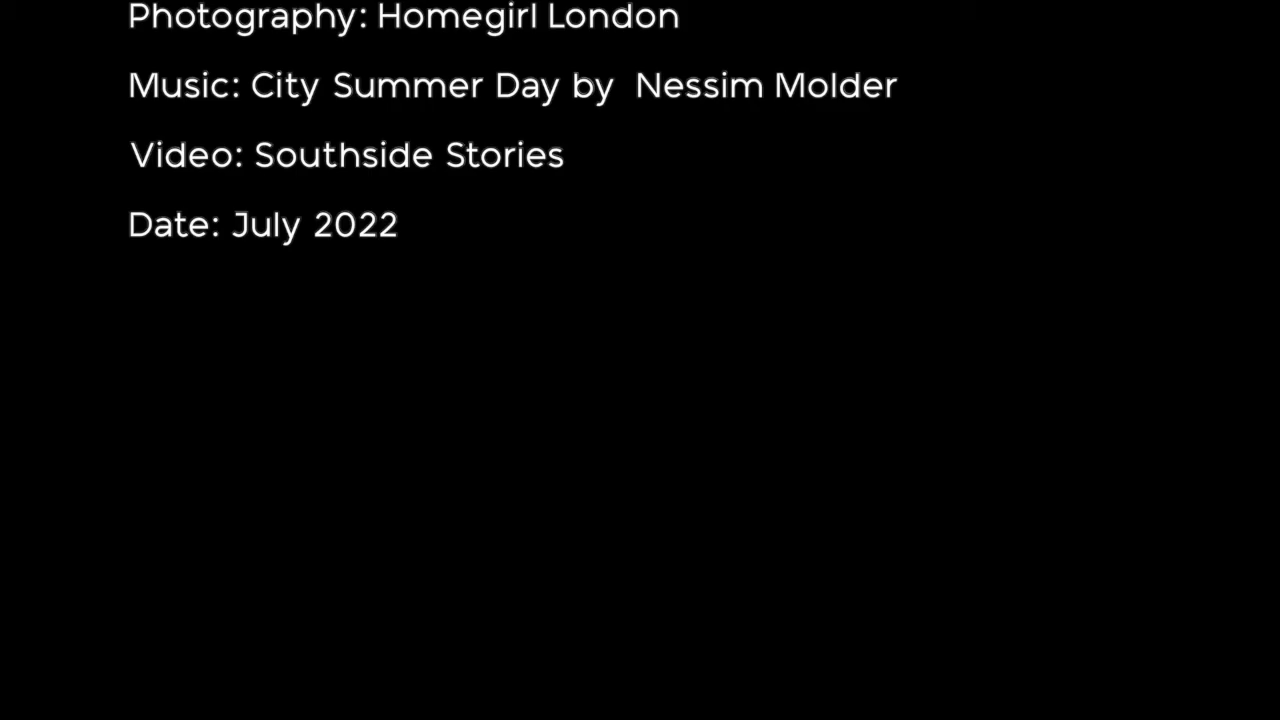 Photography: Homegirl London
Music: City Summer Day by  Nessim Molder
Video: Southside Stories
Date: July 2022